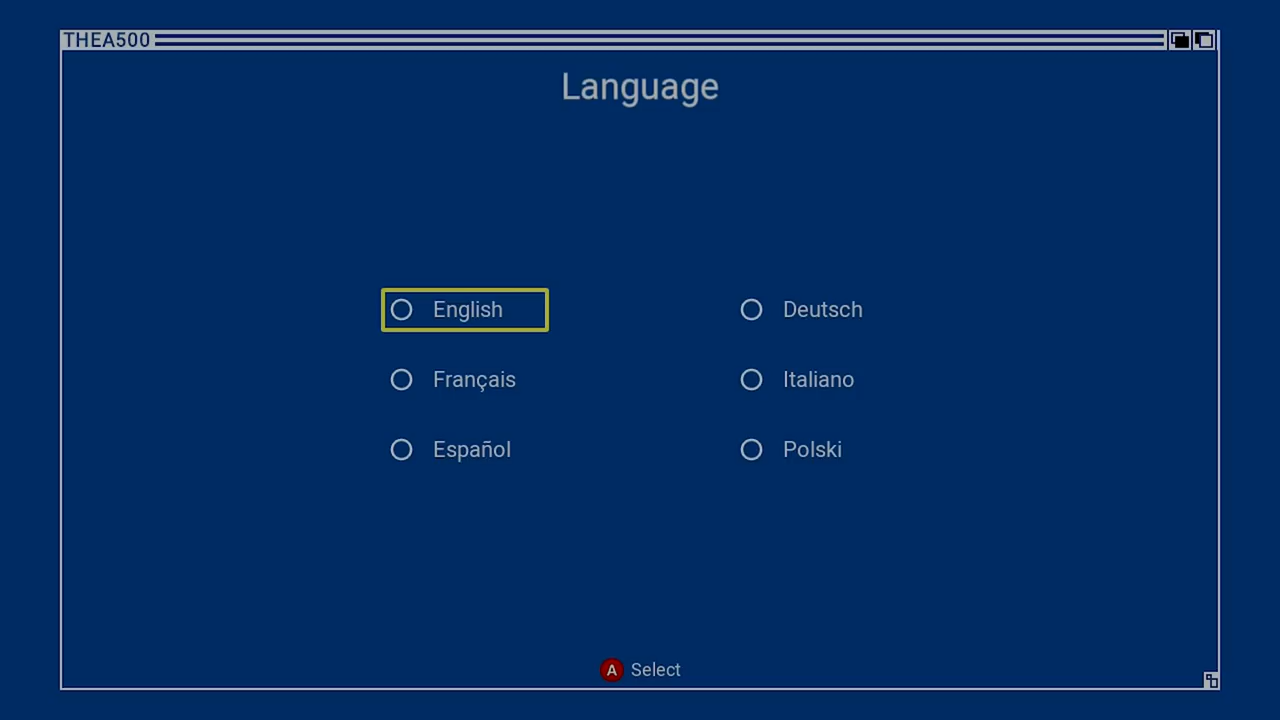 THEA500
Language
English
Deutsch
Français
Italiano
Español
Polski
A Select